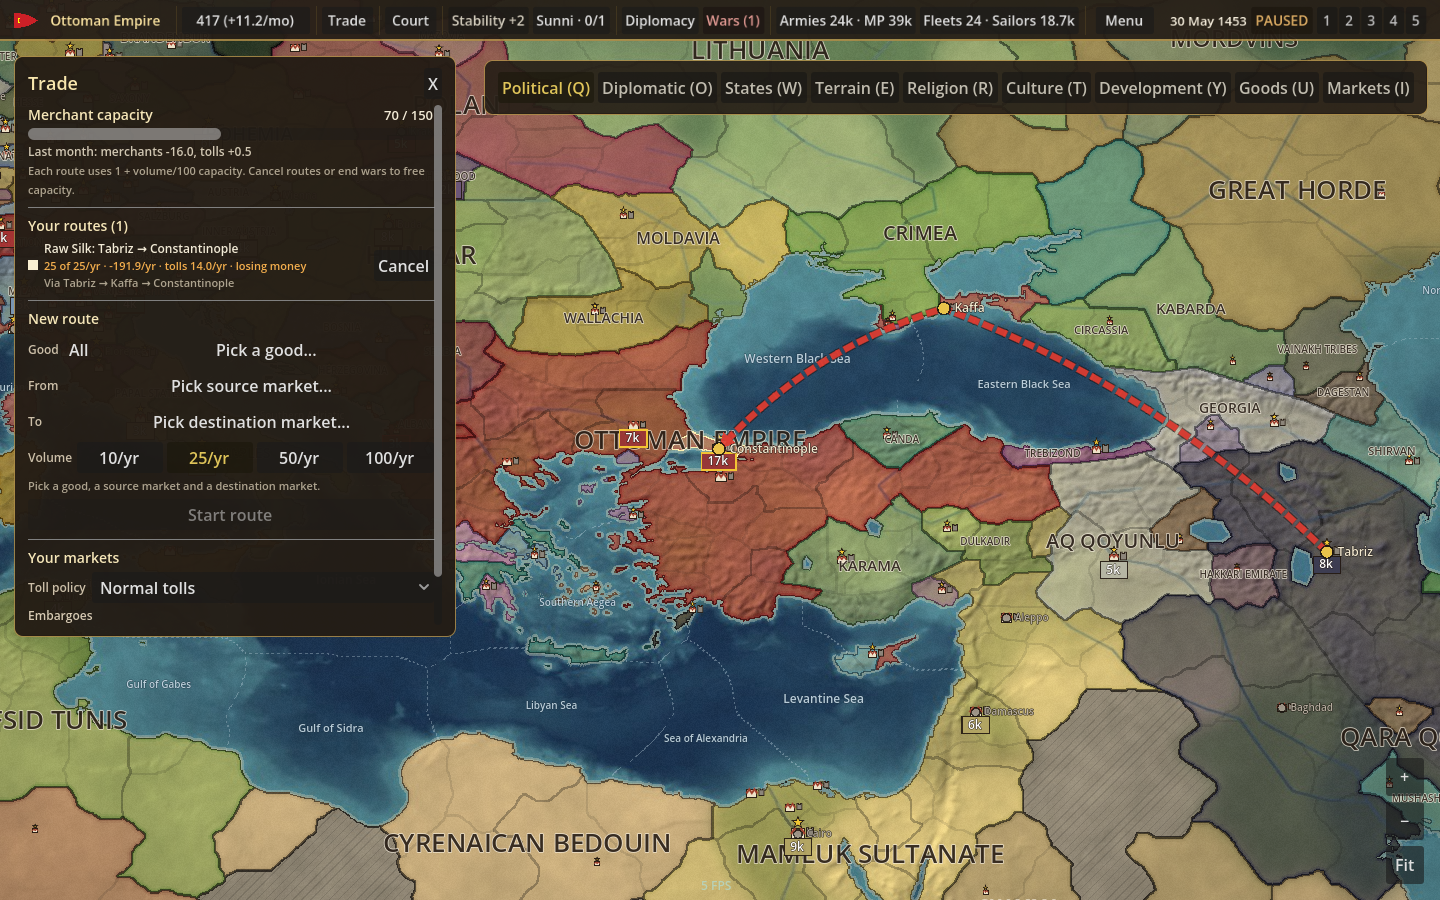 Ottoman Empire
417 (+11.2/mo)
Trade
Court
Stability +2
Sunni · 0/1
Diplomacy
Wars (1)
Armies 24k · MP 39k
Fleets 24 · Sailors 18.7k
Menu
30 May 1453
PAUSED
1 2 3 4 5
Trade
X
Merchant capacity
70 / 150
Last month: merchants -16.0, tolls +0.5
Each route uses 1 + volume/100 capacity. Cancel routes or end wars to free
capacity.
Your routes (1)
Raw Silk: Tabriz → Constantinople
25 of 25/yr · -191.9/yr · tolls 14.0/yr · losing money
Via Tabriz → Kaffa → Constantinople
Cancel
New route
Good
All
Pick a good...
From
Pick source market...
To
Pick destination market...
Volume
10/yr
25/yr
50/yr
100/yr
Pick a good, a source market and a destination market.
Start route
Your markets
Toll policy
Normal tolls
Embargoes
Political (Q)
Diplomatic (O)
States (W)
Terrain (E)
Religion (R)
Culture (T)
Development (Y)
Goods (U)
Markets (I)
LITHUANIA
GREAT HORDE
MOLDAVIA
CRIMEA
WALLACHIA
Kaffa
KABARDA
CIRCASSIA
VAINAKH TRIBES
DAGESTAN
Western Black Sea
Eastern Black Sea
GEORGIA
SHIRVAN
OTTOMAN EMPIRE
7k
Constantinople
17k
CANDA
TREBIZOND
DULKADIR
AQ QOYUNLU
5k
Tabriz
8k
KARAMA
HAKKARI EMIRATE
Southern Aegea
Aleppo
Gulf of Gabes
Gulf of Sidra
Libyan Sea
Levantine Sea
Sea of Alexandria
Damascus
6k
Baghdad
QARA Q
MUSHASH
CYRENAICAN BEDOUIN
Cairo
9k
MAMLUK SULTANATE
5 FPS
+
−
Fit